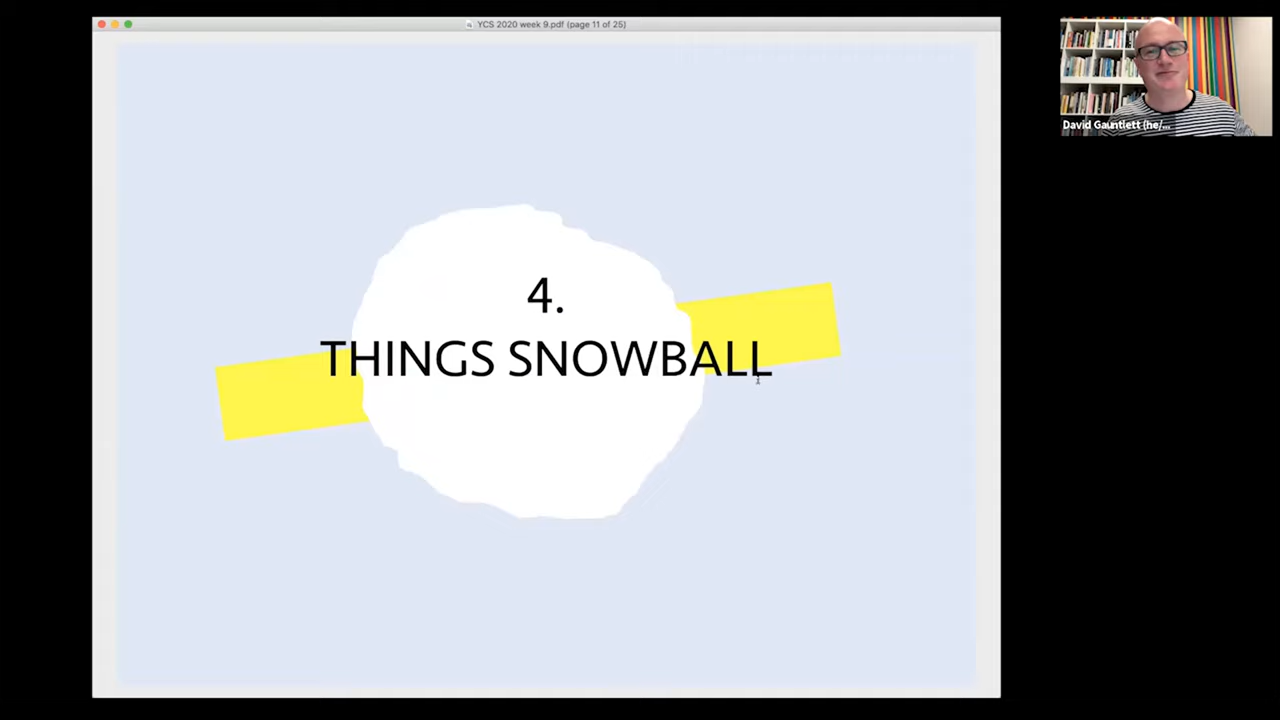 YCS 2020 week 9.pdf (page 11 of 25)
4.
THINGS SNOWBALL
David Gauntlett (he/...